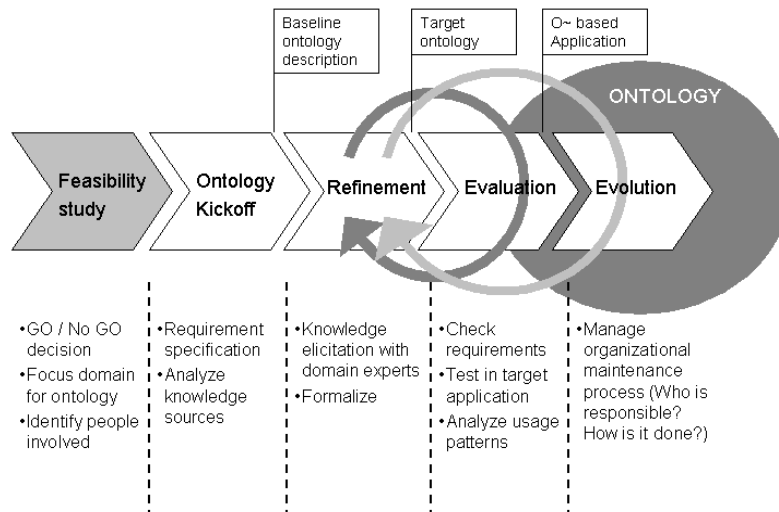 Baseline
ontology
description
Target
ontology
O~ based
Application
ONTOLOGY
Feasibility
study
Ontology
Kickoff
Refinement
Evaluation
Evolution
•GO / No GO
decision
•Focus domain
for ontology
•Identify people
involved
•Requirement
specification
•Analyze
knowledge
sources
•Knowledge
elicitation with
domain experts
•Formalize
•Check
requirements
•Test in target
application
•Analyze usage
patterns
•Manage
organizational
maintenance
process (Who is
responsible?
How is it done?)